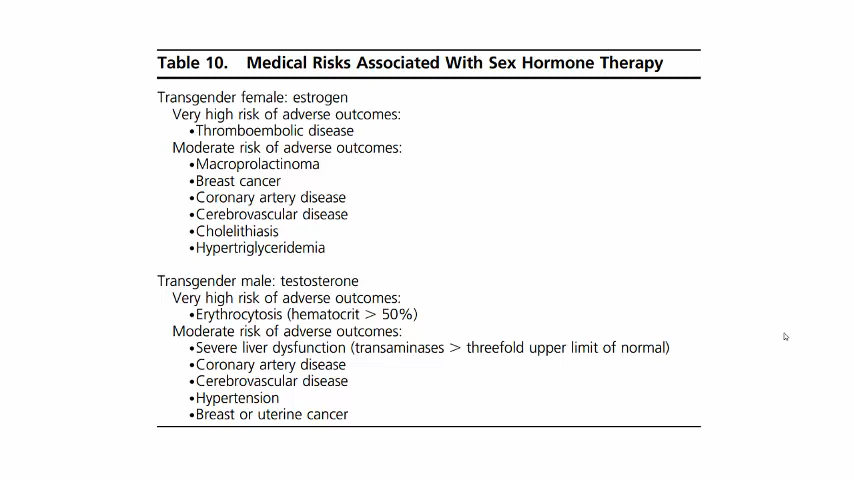 Table 10. Medical Risks Associated With Sex Hormone Therapy
Transgender female: estrogen
Very high risk of adverse outcomes:
•Thromboembolic disease
Moderate risk of adverse outcomes:
•Macroprolactinoma
•Breast cancer
•Coronary artery disease
•Cerebrovascular disease
•Cholelithiasis
•Hypertriglyceridemia
Transgender male: testosterone
Very high risk of adverse outcomes:
•Erythrocytosis (hematocrit > 50%)
Moderate risk of adverse outcomes:
•Severe liver dysfunction (transaminases > threefold upper limit of normal)
•Coronary artery disease
•Cerebrovascular disease
•Hypertension
•Breast or uterine cancer